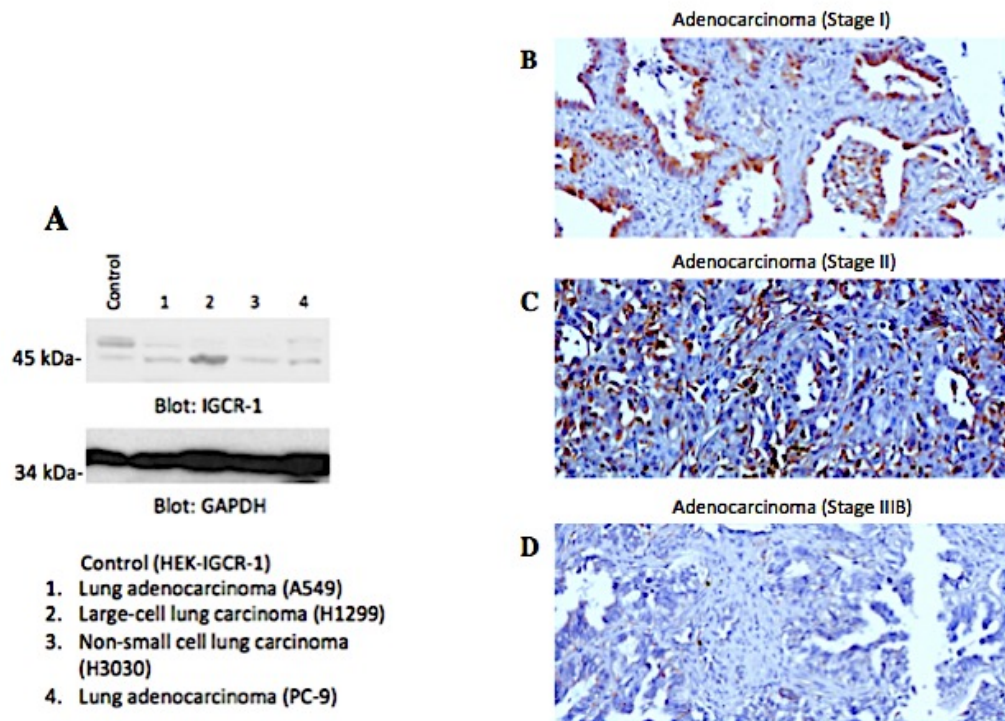 A
Control
1 2 3 4
45 kDa-
Blot: IGCR-1
34 kDa-
Blot: GAPDH
Control (HEK-IGCR-1)
1. Lung adenocarcinoma (A549)
2. Large-cell lung carcinoma (H1299)
3. Non-small cell lung carcinoma
(H3030)
4. Lung adenocarcinoma (PC-9)
Adenocarcinoma (Stage I)
B
Adenocarcinoma (Stage II)
C
Adenocarcinoma (Stage IIIB)
D